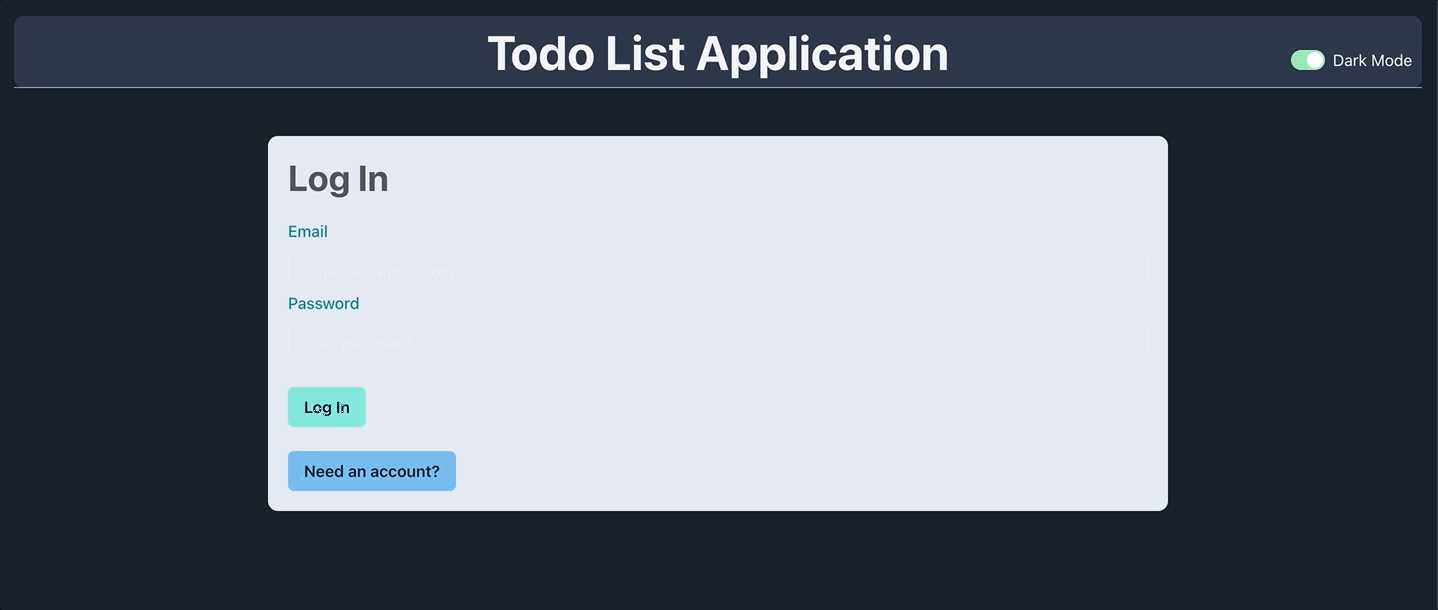 Todo List Application
Dark Mode
Log In
Email
email@example.com
Password
Your password
Log In
Need an account?